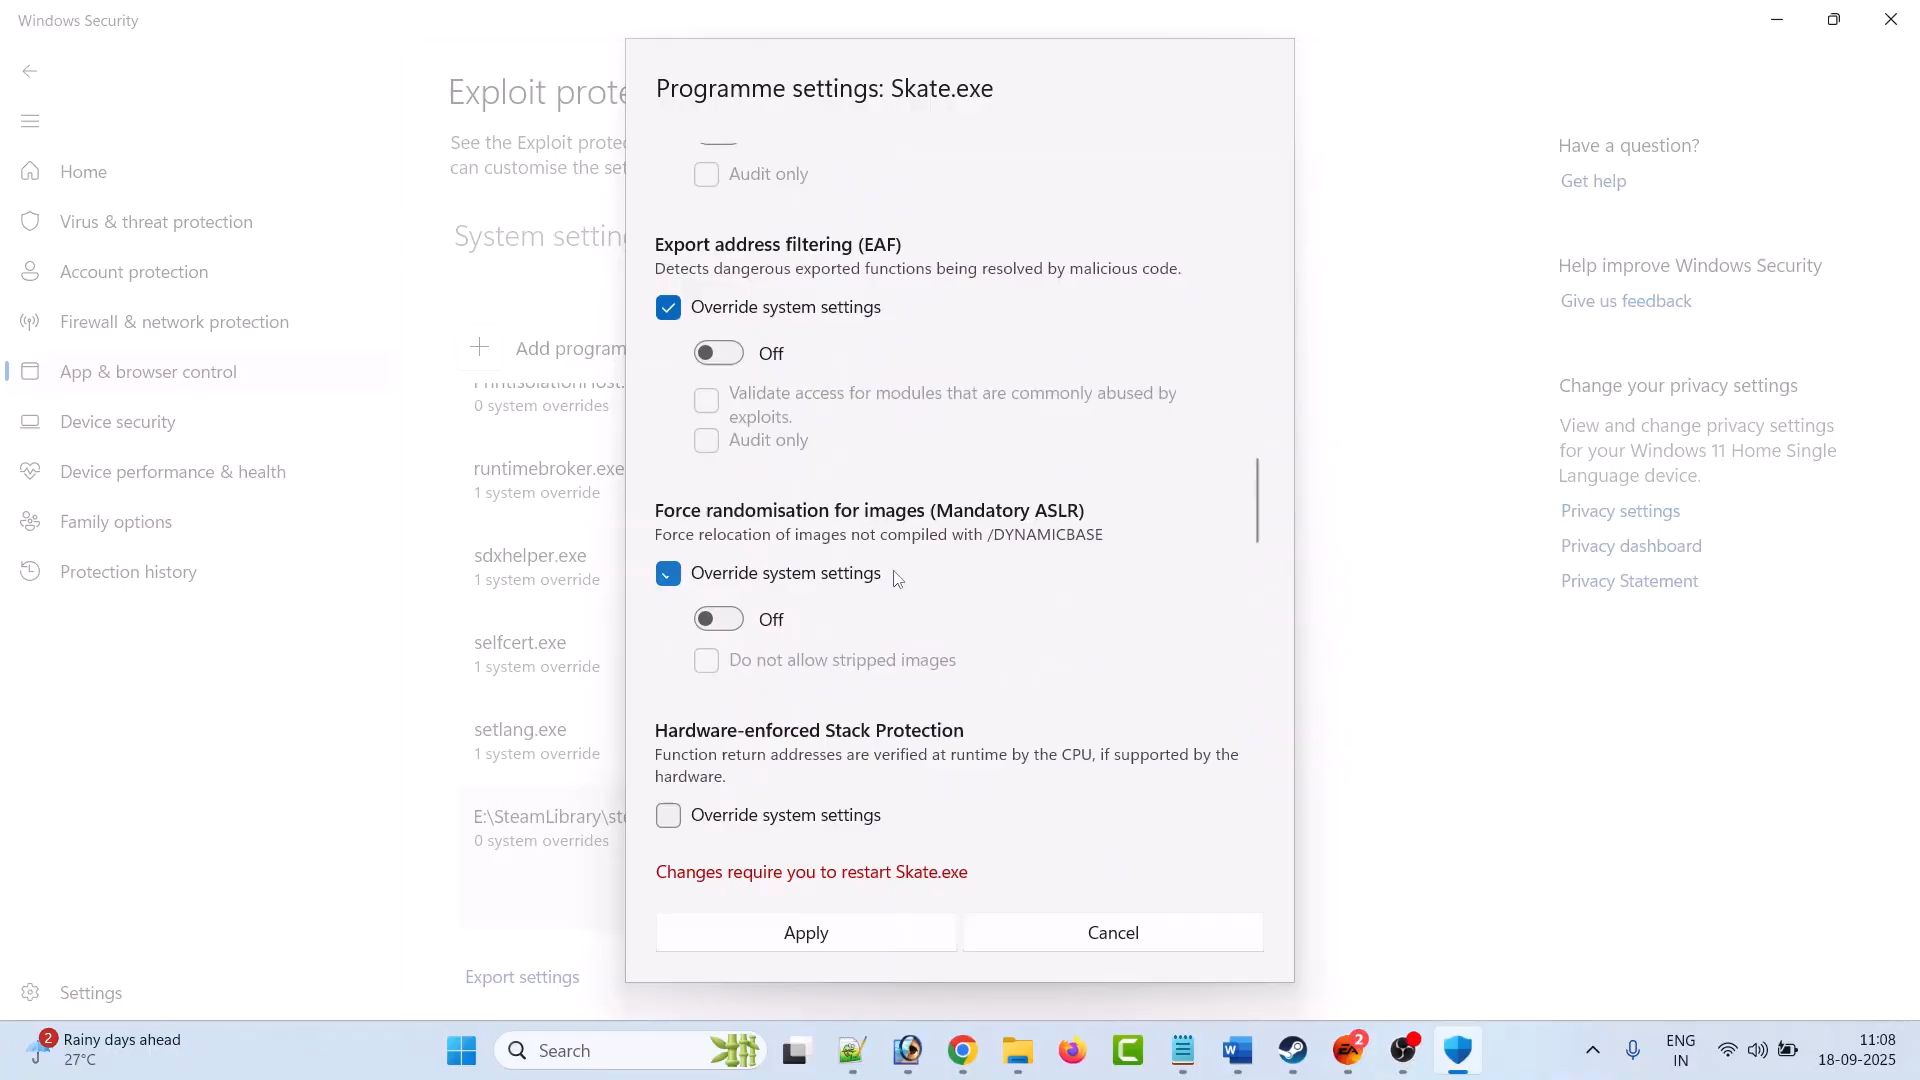 Windows Security
Exploit prote
See the Exploit protec
can customise the set
Home
Virus & threat protection
Account protection
Firewall & network protection
App & browser control
Device security
Device performance & health
Family options
Protection history
Settings
System setting
Add program
0 system overrides
runtimebroker.exe
1 system override
sdxhelper.exe
1 system override
selfcert.exe
1 system override
setlang.exe
1 system override
E:\SteamLibrary\ste
0 system overrides
Export settings
Programme settings: Skate.exe
Audit only
Export address filtering (EAF)
Detects dangerous exported functions being resolved by malicious code.
Override system settings
Off
Validate access for modules that are commonly abused by
exploits.
Audit only
Force randomisation for images (Mandatory ASLR)
Force relocation of images not compiled with /DYNAMICBASE
Override system settings
Off
Do not allow stripped images
Hardware-enforced Stack Protection
Function return addresses are verified at runtime by the CPU, if supported by the
hardware.
Override system settings
Changes require you to restart Skate.exe
Apply
Cancel
Have a question?
Get help
Help improve Windows Security
Give us feedback
Change your privacy settings
View and change privacy settings
for your Windows 11 Home Single
Language device.
Privacy settings
Privacy dashboard
Privacy Statement
2
Rainy days ahead
27°C
Search
EA
2
ENG
IN
11:08
18-09-2025